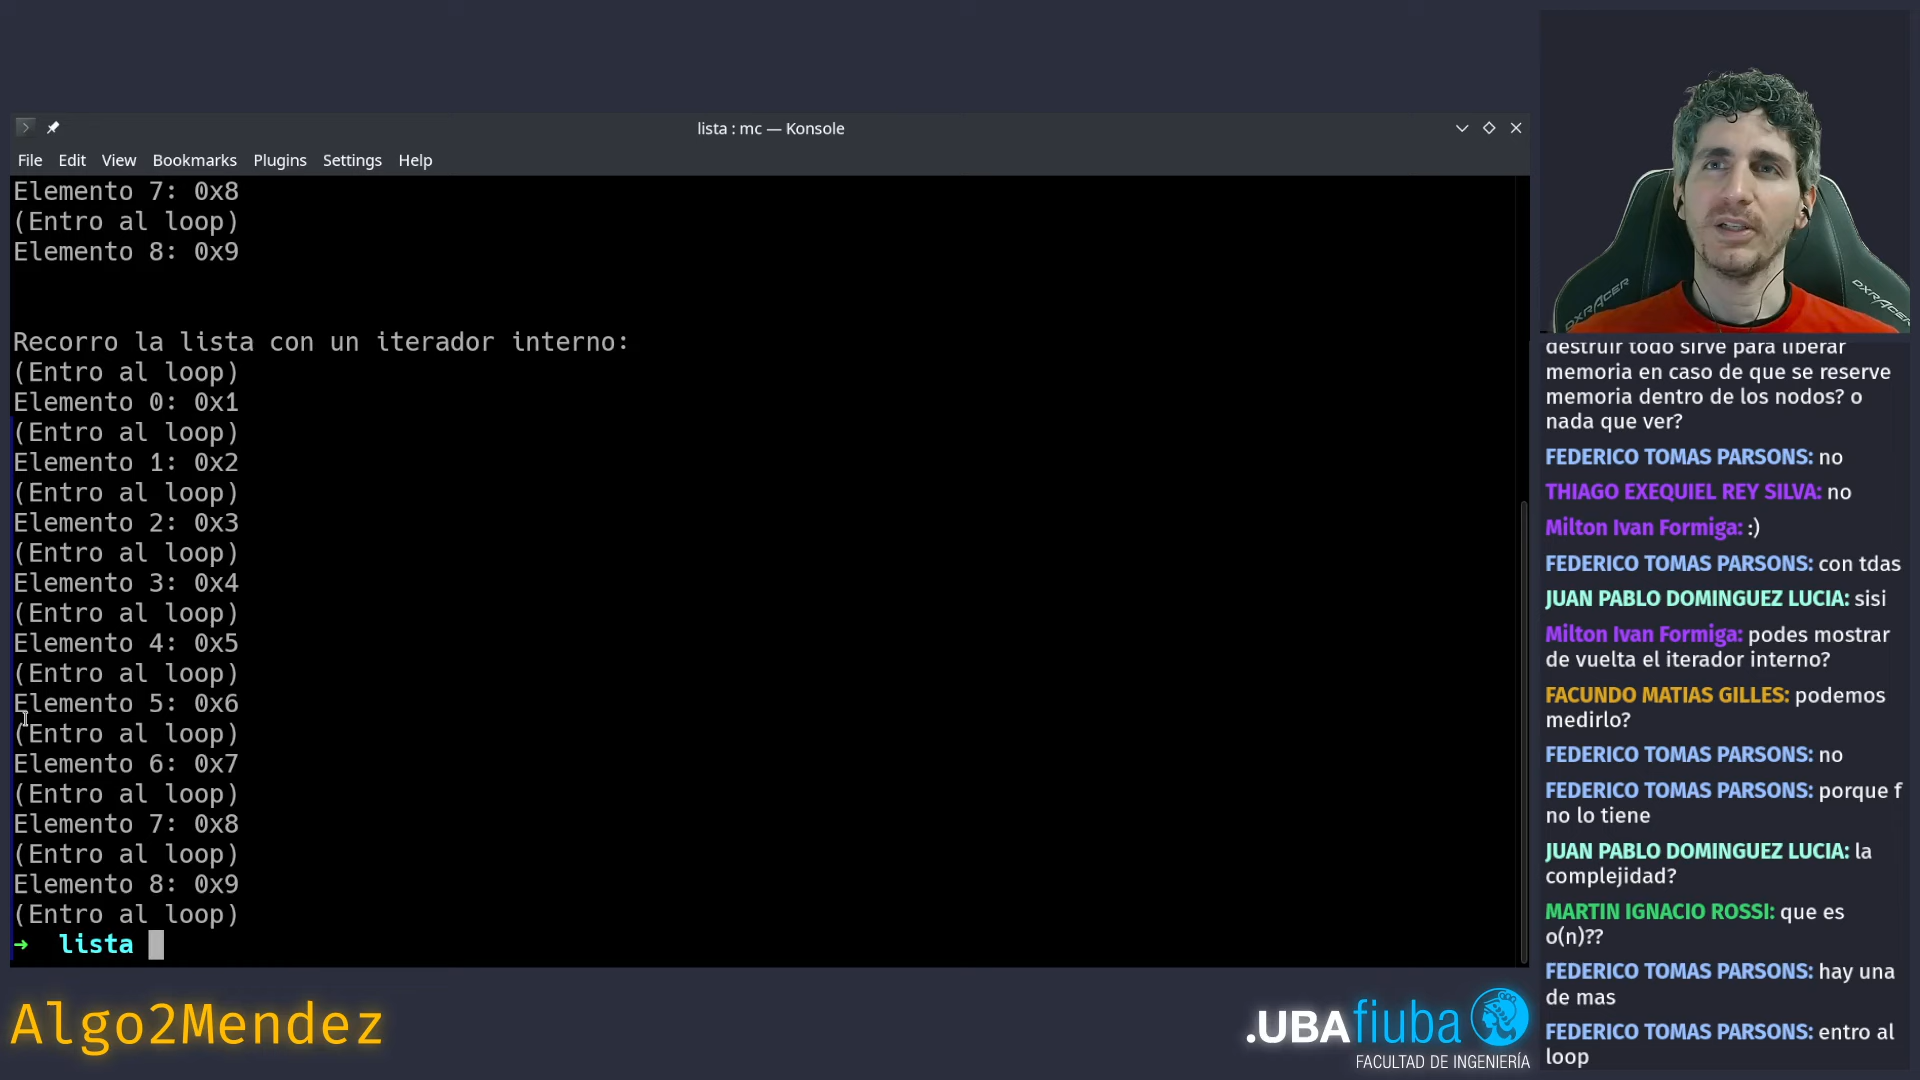 lista : mc — Konsole
File Edit View Bookmarks Plugins Settings Help
Elemento 7: 0x8
(Entro al loop)
Elemento 8: 0x9
Recorro la lista con un iterador interno:
(Entro al loop)
Elemento 0: 0x1
(Entro al loop)
Elemento 1: 0x2
(Entro al loop)
Elemento 2: 0x3
(Entro al loop)
Elemento 3: 0x4
(Entro al loop)
Elemento 4: 0x5
(Entro al loop)
Elemento 5: 0x6
(Entro al loop)
Elemento 6: 0x7
(Entro al loop)
Elemento 7: 0x8
(Entro al loop)
Elemento 8: 0x9
(Entro al loop)
→ lista
DXRACER
DXRACER
destruir todo sirve para liberar
memoria en caso de que se reserve
memoria dentro de los nodos? o
nada que ver?
FEDERICO TOMAS PARSONS: no
THIAGO EXEQUIEL REY SILVA: no
Milton Ivan Formiga: :)
FEDERICO TOMAS PARSONS: con tdas
JUAN PABLO DOMINGUEZ LUCIA: sisi
Milton Ivan Formiga: podes mostrar
de vuelta el iterador interno?
FACUNDO MATIAS GILLES: podemos
medirlo?
FEDERICO TOMAS PARSONS: no
FEDERICO TOMAS PARSONS: porque f
no lo tiene
JUAN PABLO DOMINGUEZ LUCIA: la
complejidad?
MARTIN IGNACIO ROSSI: que es
o(n)??
FEDERICO TOMAS PARSONS: hay una
de mas
FEDERICO TOMAS PARSONS: entro al
loop
Algo2Mendez
.UBAfiuba
FACULTAD DE INGENIERÍA